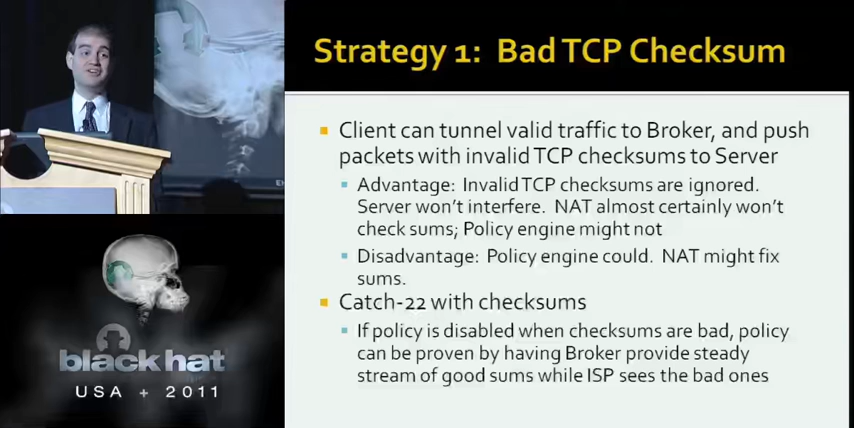 Strategy 1: Bad TCP Checksum
Client can tunnel valid traffic to Broker, and push
packets with invalid TCP checksums to Server
Advantage: Invalid TCP checksums are ignored.
Server won't interfere. NAT almost certainly won't
check sums; Policy engine might not
Disadvantage: Policy engine could. NAT might fix
sums.
Catch-22 with checksums
If policy is disabled when checksums are bad, policy
can be proven by having Broker provide steady
stream of good sums while ISP sees the bad ones
black hat
USA + 2011